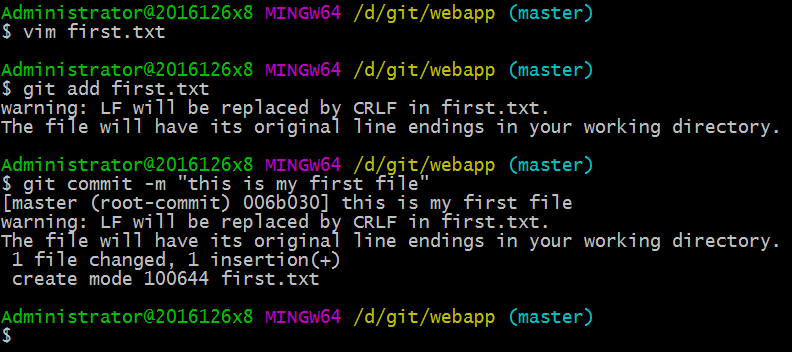 Administrator@2016126x8 MINGW64 /d/git/webapp (master)
$ vim first.txt
Administrator@2016126x8 MINGW64 /d/git/webapp (master)
$ git add first.txt
warning: LF will be replaced by CRLF in first.txt.
The file will have its original line endings in your working directory.
Administrator@2016126x8 MINGW64 /d/git/webapp (master)
$ git commit -m "this is my first file"
[master (root-commit) 006b030] this is my first file
warning: LF will be replaced by CRLF in first.txt.
The file will have its original line endings in your working directory.
 1 file changed, 1 insertion(+)
 create mode 100644 first.txt
Administrator@2016126x8 MINGW64 /d/git/webapp (master)
$